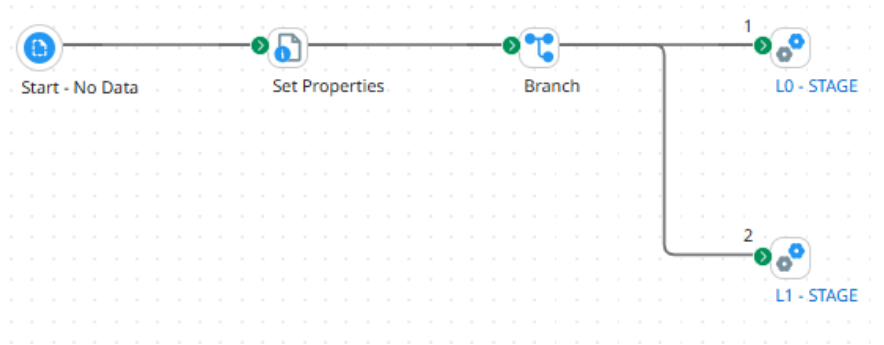 1
Start - No Data
Set Properties
Branch
L0 - STAGE
2
L1 - STAGE